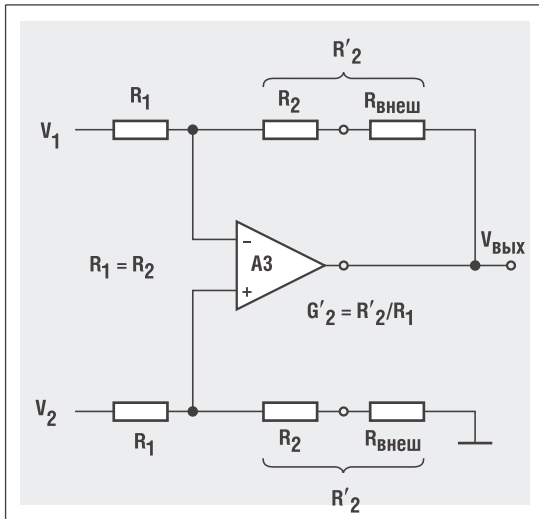 R'2
R1 R2 Rвнеш
V1
− Vвых
R1 = R2 A3
+ G'2 = R'2/R1
V2
R1 R2 Rвнеш
R'2